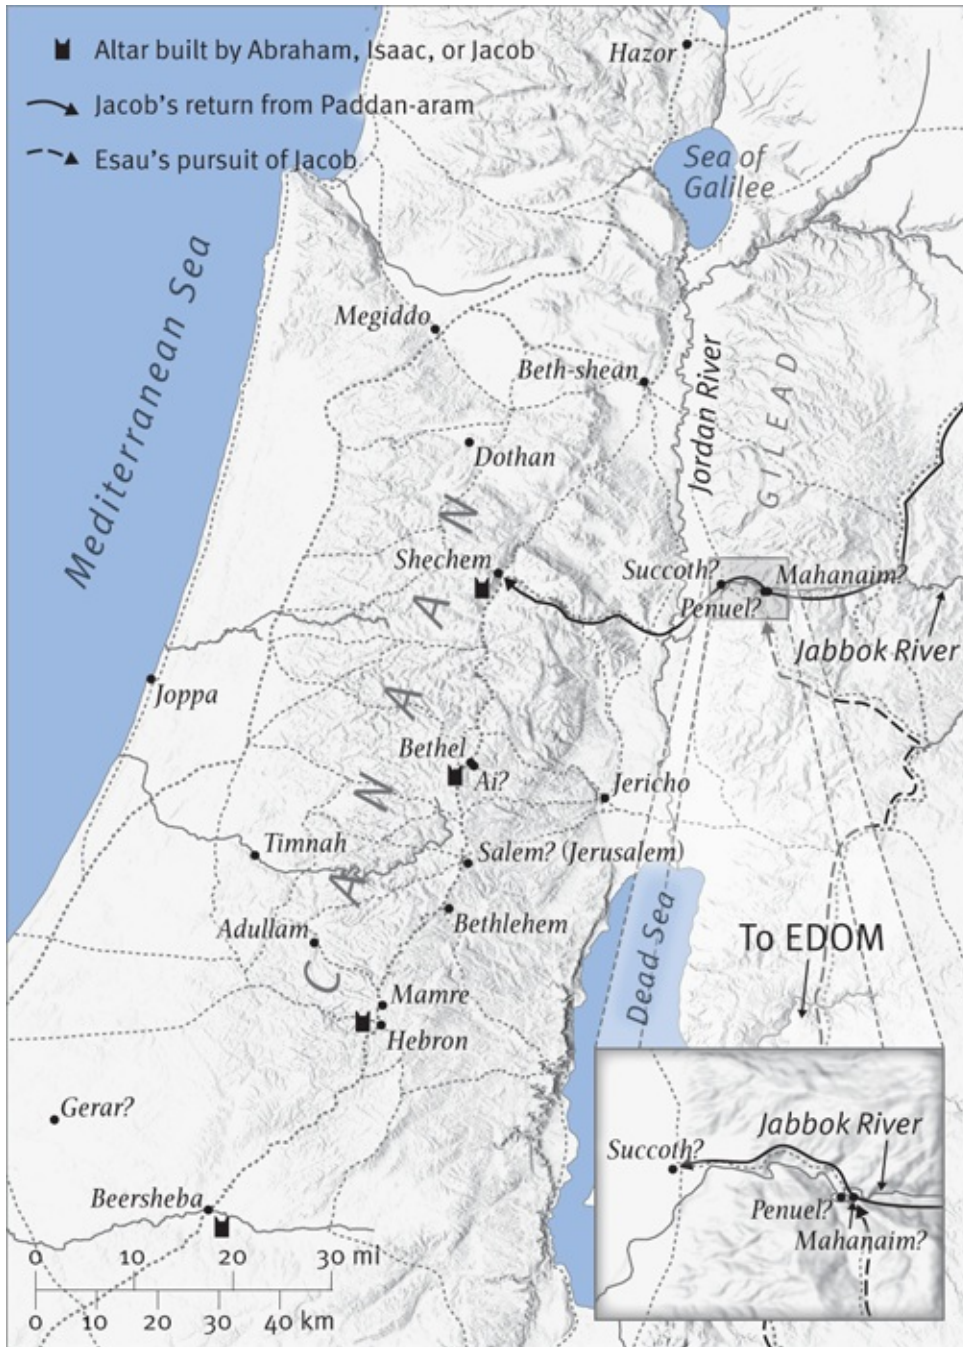 Altar built by Abraham, Isaac, or Jacob
Jacob's return from Paddan-aram
Esau's pursuit of Jacob
Hazor
Sea of
Galilee
Mediterranean Sea
Megiddo
Beth-shean
Jordan River
GILEAD
Dothan
CANAAN
Shechem
Succoth?
Mahanaim?
Penuel?
Jabbok River
Joppa
Bethel
Ai?
Jericho
Timnah
Salem? (Jerusalem)
Bethlehem
Adullam
Dead Sea
To EDOM
Mamre
Hebron
Gerar?
Beersheba
0 10 20 30 mi
0 10 20 30 40 km
Jabbok River
Succoth?
Penuel?
Mahanaim?